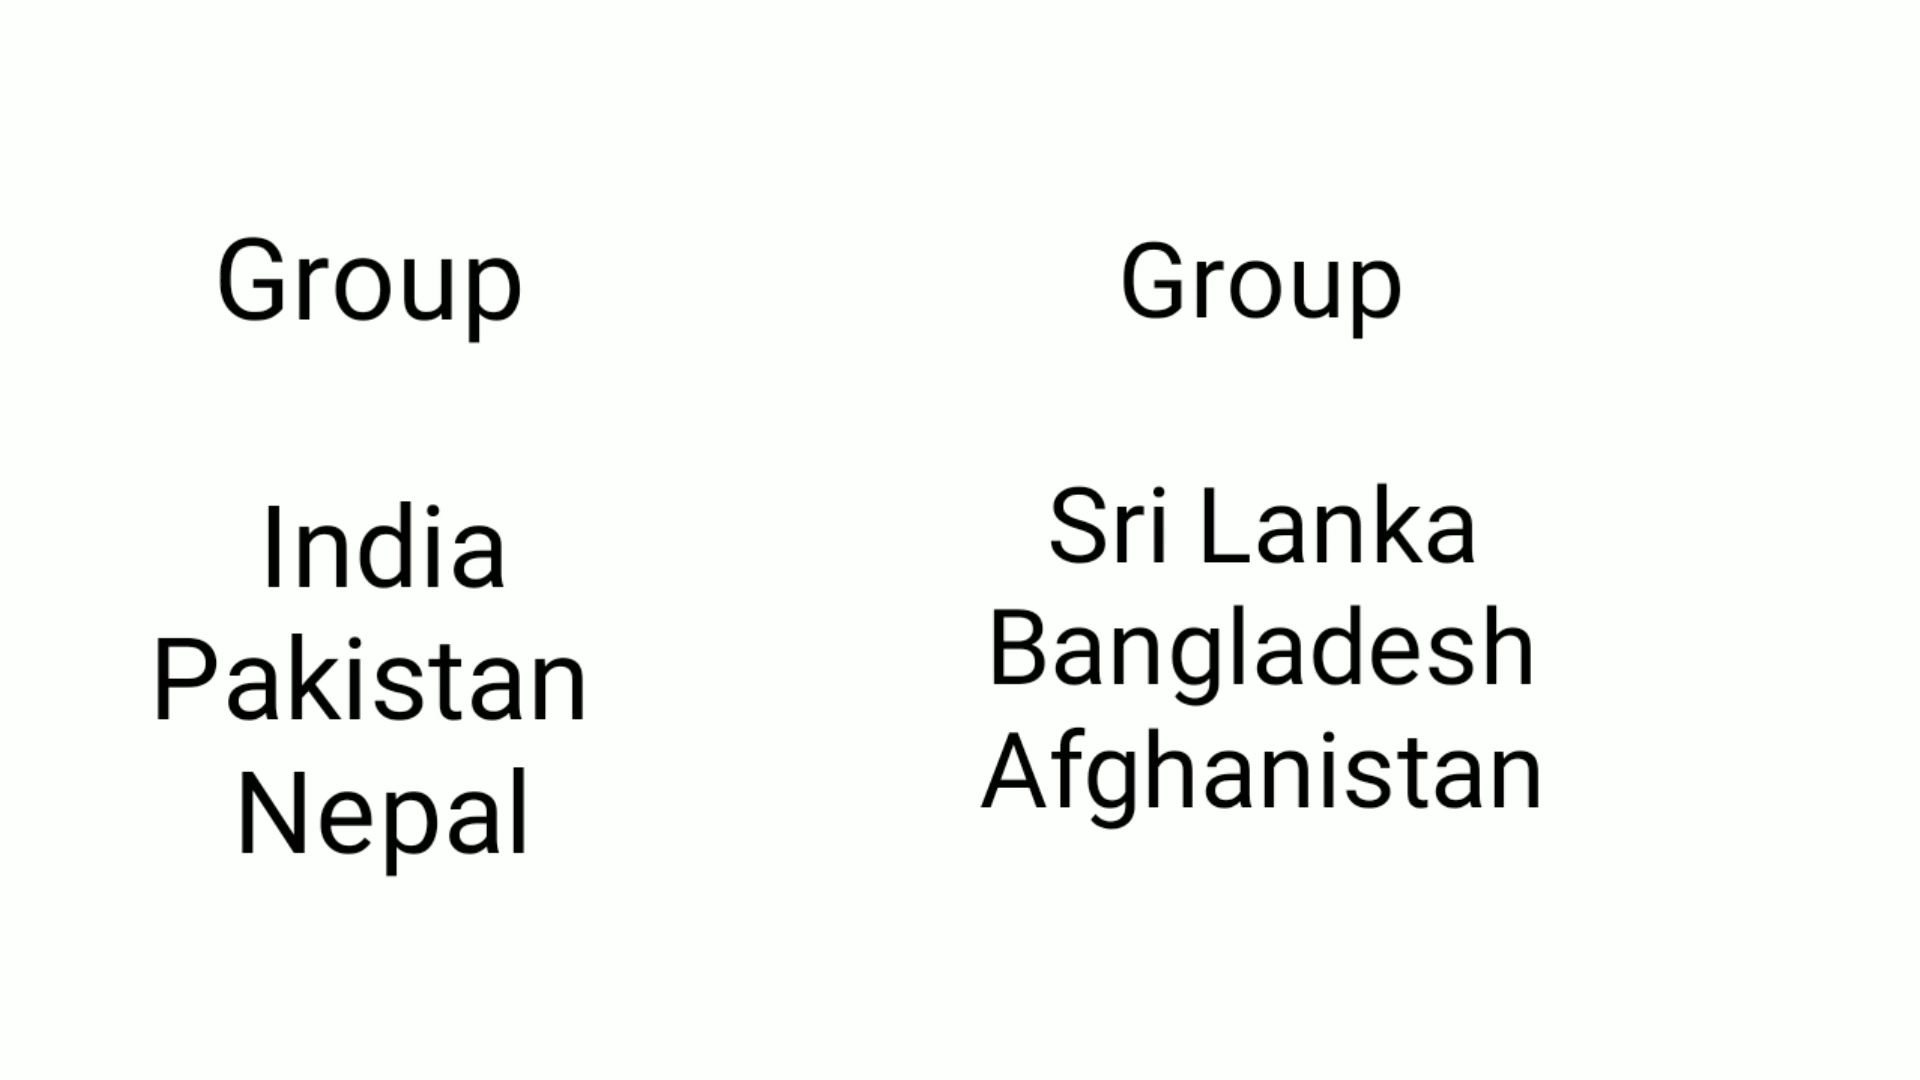 Group
India
Pakistan
Nepal
Group
Sri Lanka
Bangladesh
Afghanistan